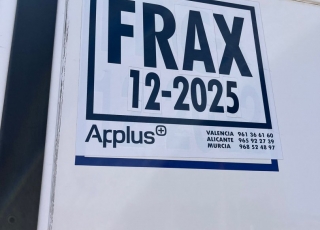 FRAX
12-2025
Applus+
VALENCIA 961 36 61 60
ALICANTE 965 92 27 39
MURCIA 968 52 48 97